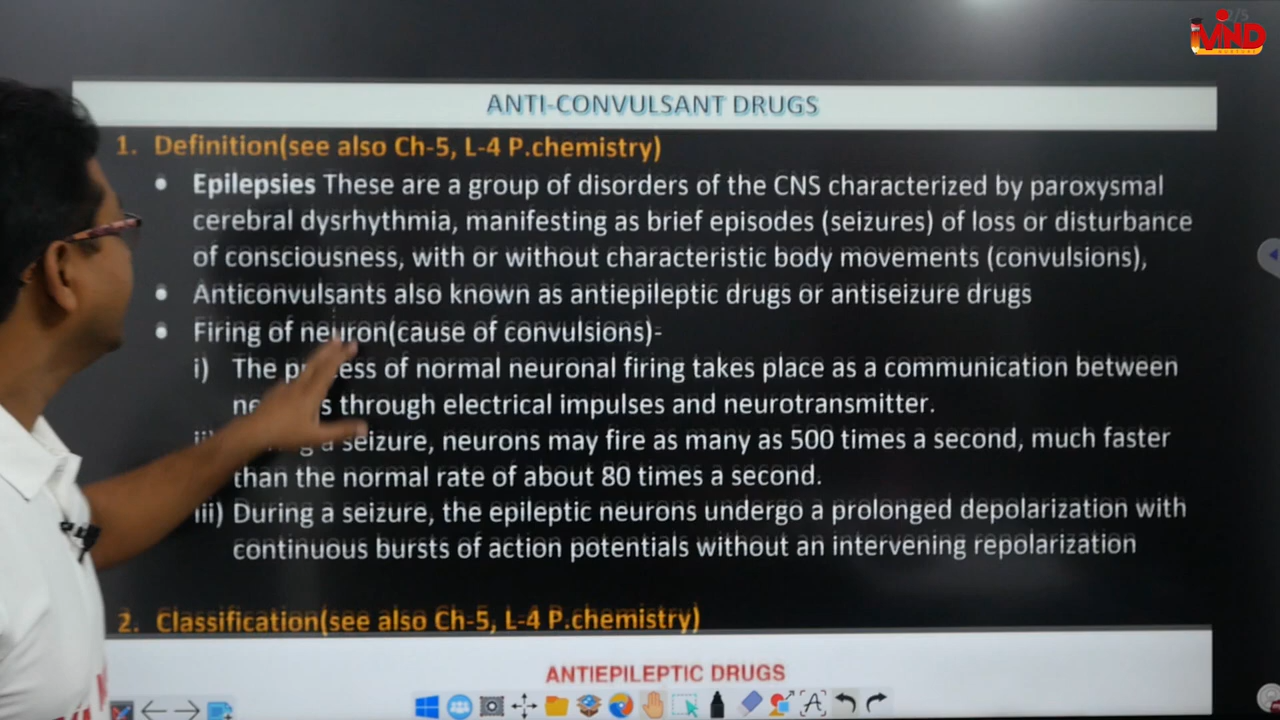 2/5
MIND
ANTI-CONVULSANT DRUGS
1. Definition(see also Ch-5, L-4 P.chemistry)
• Epilepsies These are a group of disorders of the CNS characterized by paroxysmal
cerebral dysrhythmia, manifesting as brief episodes (seizures) of loss or disturbance
of consciousness, with or without characteristic body movements (convulsions),
• Anticonvulsants also known as antiepileptic drugs or antiseizure drugs
• Firing of neuron(cause of convulsions)-
i) The process of normal neuronal firing takes place as a communication between
through electrical impulses and neurotransmitter.
a seizure, neurons may fire as many as 500 times a second, much faster
than the normal rate of about 80 times a second.
iii) During a seizure, the epileptic neurons undergo a prolonged depolarization with
continuous bursts of action potentials without an intervening repolarization
2. Classification(see also Ch-5, L-4 P.chemistry)
ANTIEPILEPTIC DRUGS